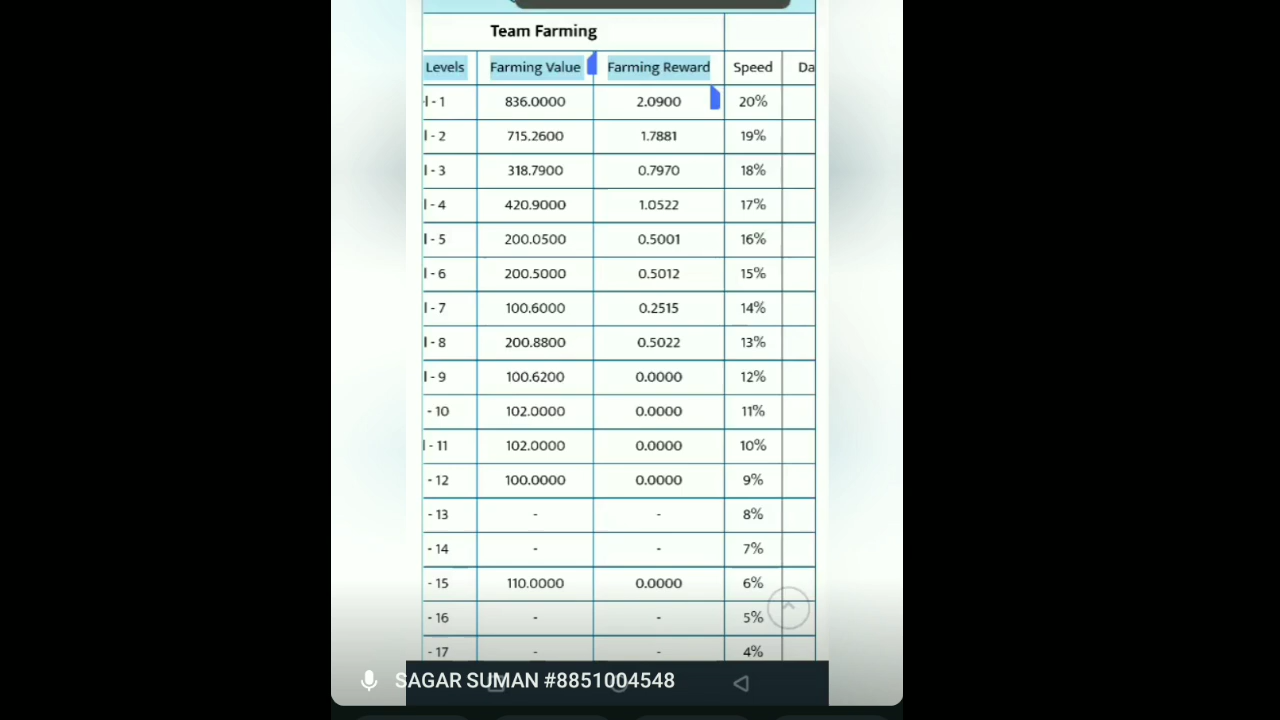 Team Farming
Levels Farming Value Farming Reward Speed Da
l - 1 836.0000 2.0900 20%
l - 2 715.2600 1.7881 19%
l - 3 318.7900 0.7970 18%
l - 4 420.9000 1.0522 17%
l - 5 200.0500 0.5001 16%
l - 6 200.5000 0.5012 15%
l - 7 100.6000 0.2515 14%
l - 8 200.8800 0.5022 13%
l - 9 100.6200 0.0000 12%
- 10 102.0000 0.0000 11%
l - 11 102.0000 0.0000 10%
- 12 100.0000 0.0000 9%
- 13 - - 8%
- 14 - - 7%
- 15 110.0000 0.0000 6%
- 16 - - 5%
- 17 - - 4%
SAGAR SUMAN #8851004548